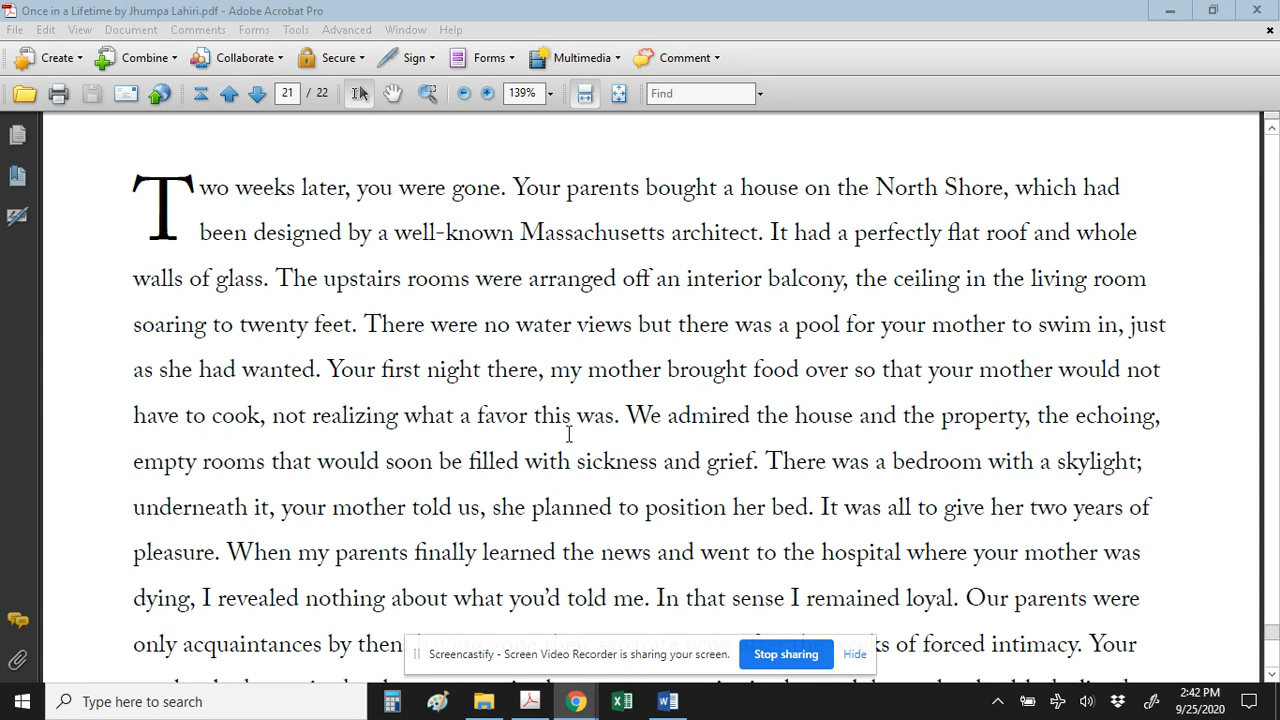 Once in a Lifetime by Jhumpa Lahiri.pdf - Adobe Acrobat Pro
File Edit View Document Comments Forms Tools Advanced Window Help
Create Combine Collaborate Secure Sign Forms Multimedia Comment
21 / 22 139% Find
Two weeks later, you were gone. Your parents bought a house on the North Shore, which had
been designed by a well-known Massachusetts architect. It had a perfectly flat roof and whole
walls of glass. The upstairs rooms were arranged off an interior balcony, the ceiling in the living room
soaring to twenty feet. There were no water views but there was a pool for your mother to swim in, just
as she had wanted. Your first night there, my mother brought food over so that your mother would not
have to cook, not realizing what a favor this was. We admired the house and the property, the echoing,
empty rooms that would soon be filled with sickness and grief. There was a bedroom with a skylight;
underneath it, your mother told us, she planned to position her bed. It was all to give her two years of
pleasure. When my parents finally learned the news and went to the hospital where your mother was
dying, I revealed nothing about what you'd told me. In that sense I remained loyal. Our parents were
only acquaintances by then of forced intimacy. Your
Screencastify - Screen Video Recorder is sharing your screen. Stop sharing Hide
Type here to search
2:42 PM
9/25/2020